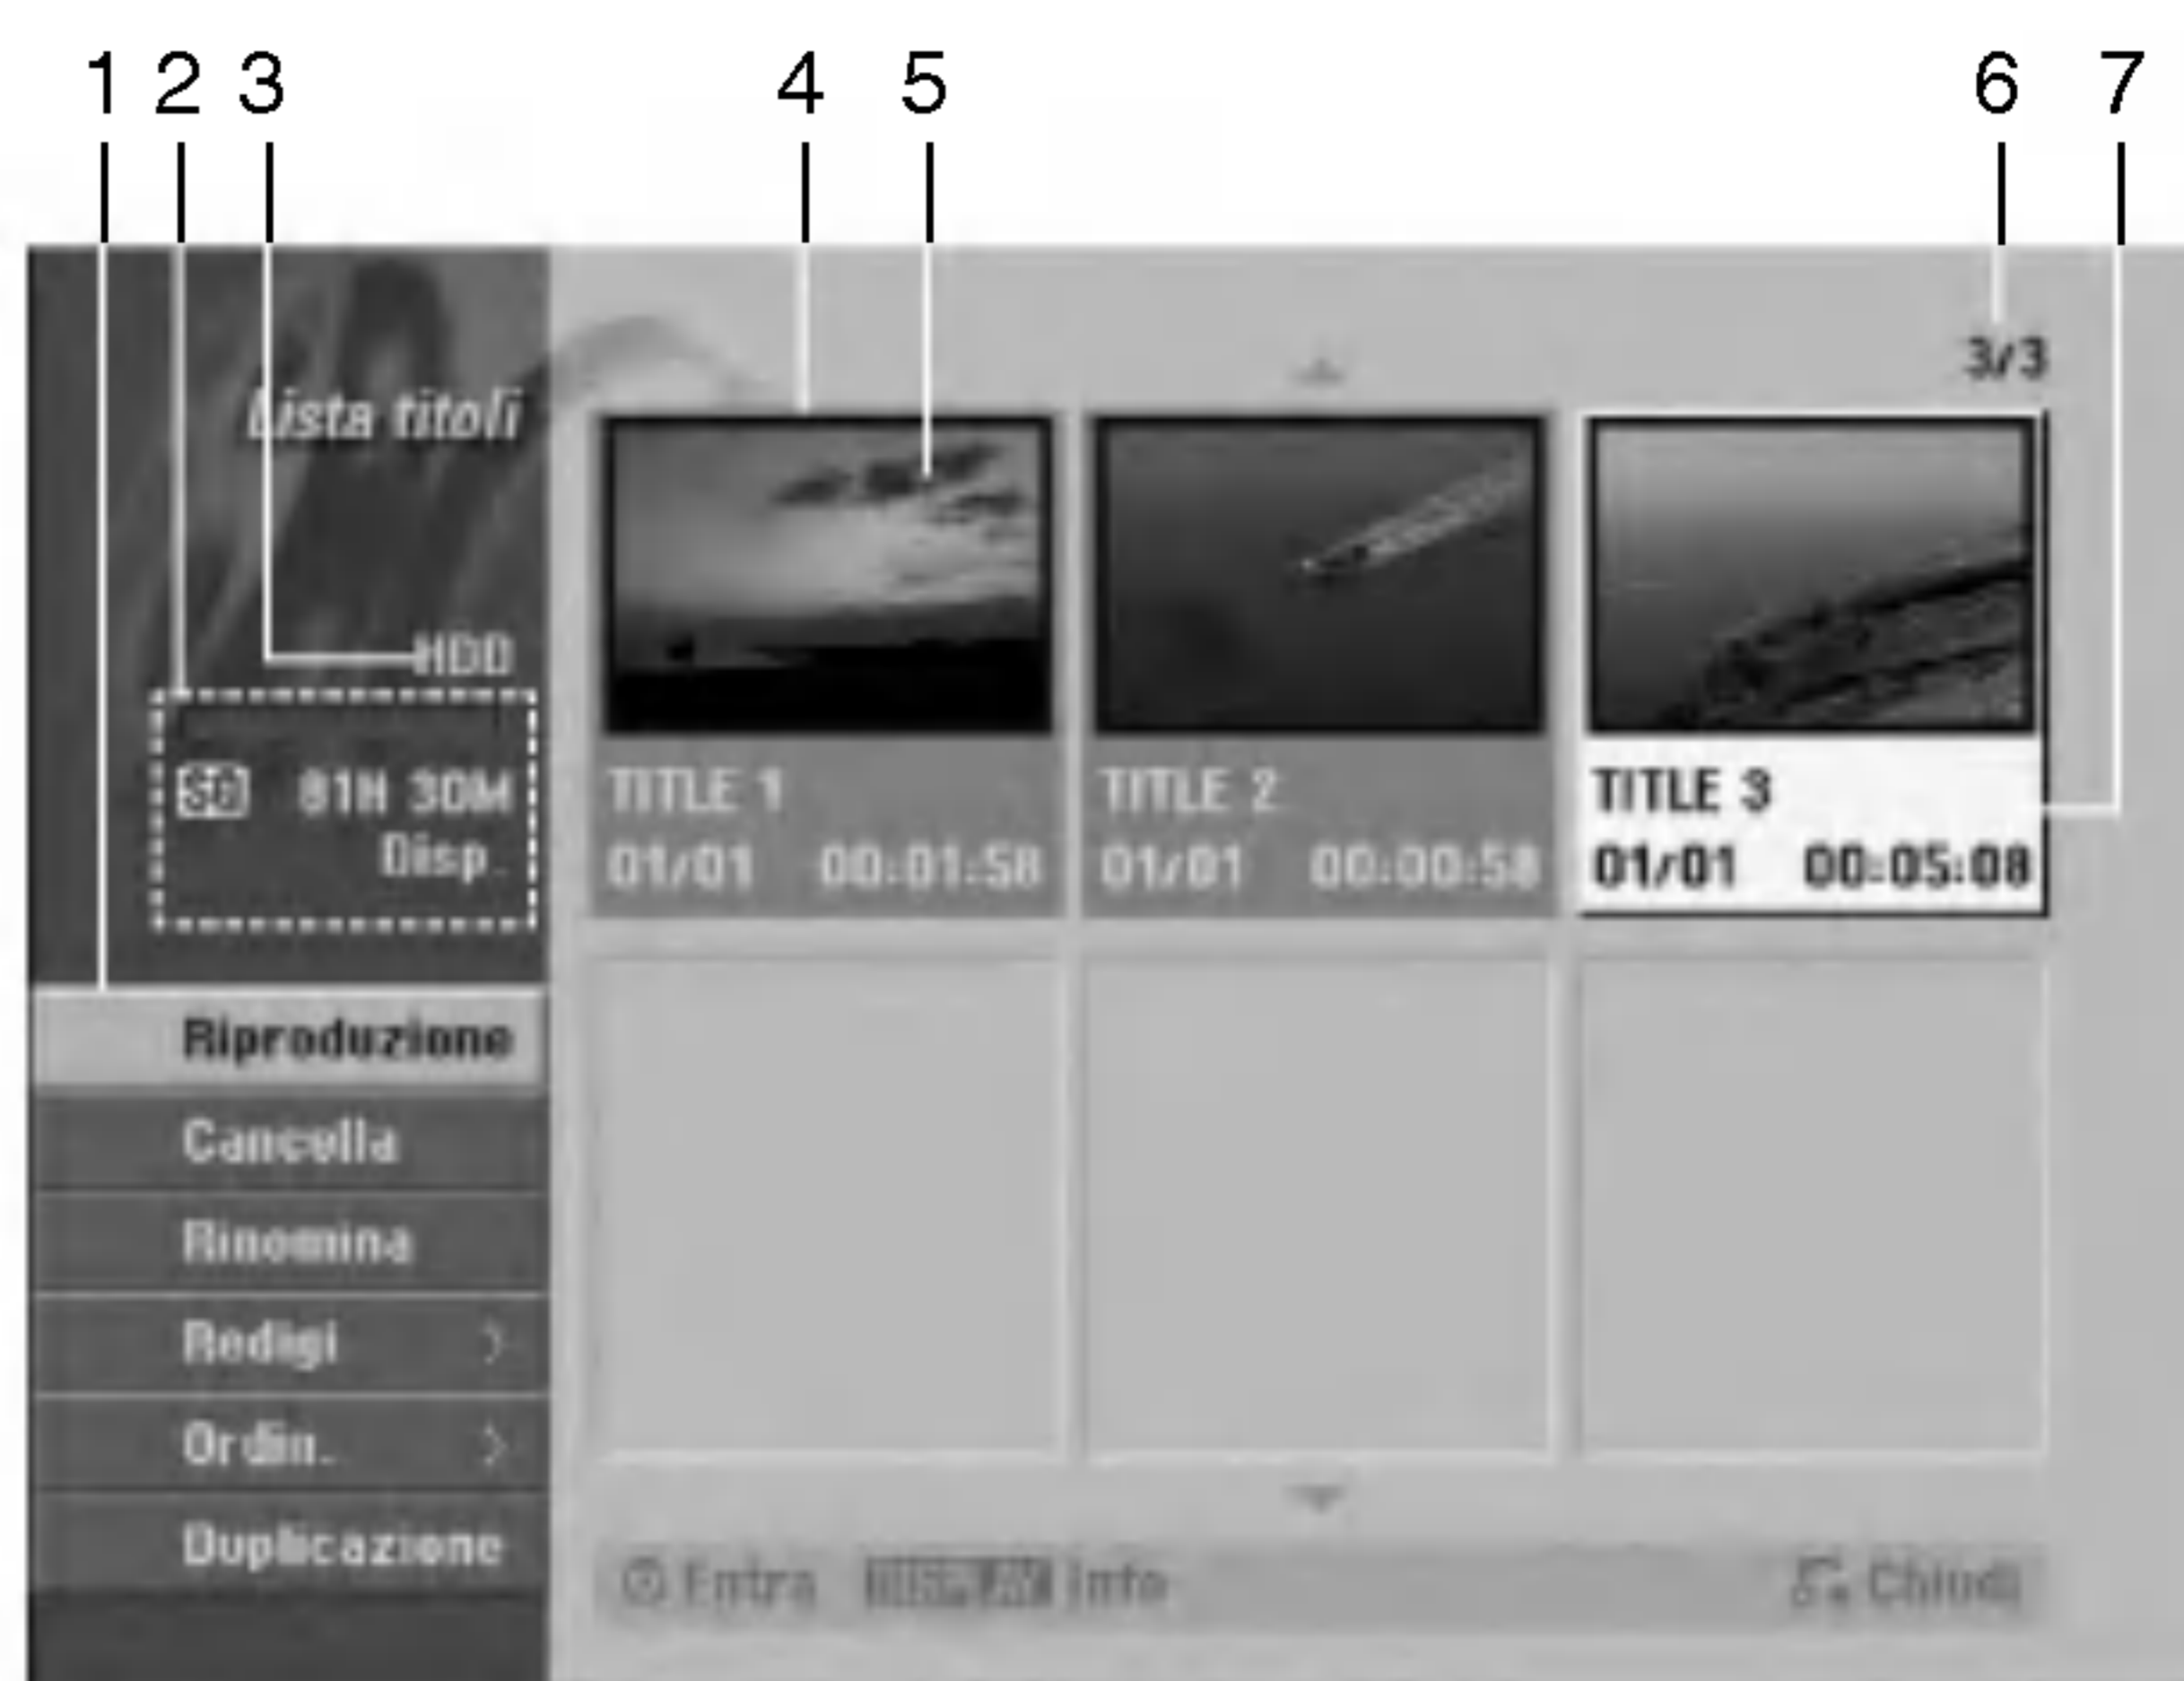 1 2 3 4 5 6 7
Lista titoli
3/3
HDD
SQ 81H 30M
Disp.
TITLE 1
01/01 00:01:58
TITLE 2
01/01 00:00:58
TITLE 3
01/01 00:05:08
Riproduzione
Cancella
Rinomina
Redigi >
Ordin. >
Duplicazione
Entra DISPLAY Info Chiudi